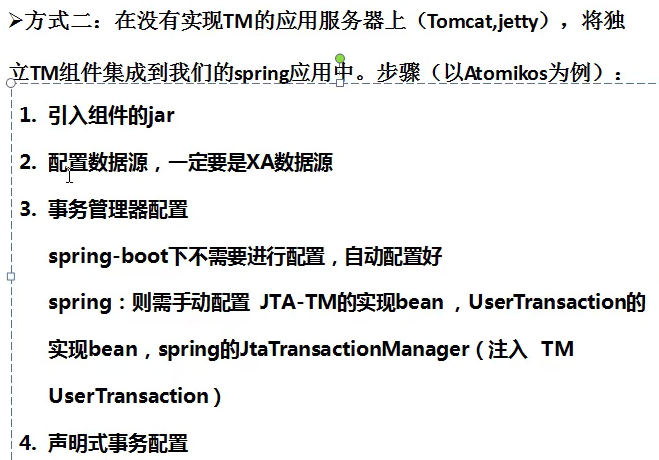 ➢方式二：在没有实现TM的应用服务器上（Tomcat,jetty），将独
立TM组件集成到我们的spring应用中。步骤（以Atomikos为例）：
1. 引入组件的jar
2. 配置数据源，一定要是XA数据源
3. 事务管理器配置
spring-boot下不需要进行配置，自动配置好
spring：则需手动配置 JTA-TM的实现bean ，UserTransaction的
实现bean，spring的JtaTransactionManager（注入 TM
UserTransaction）
4. 声明式事务配置